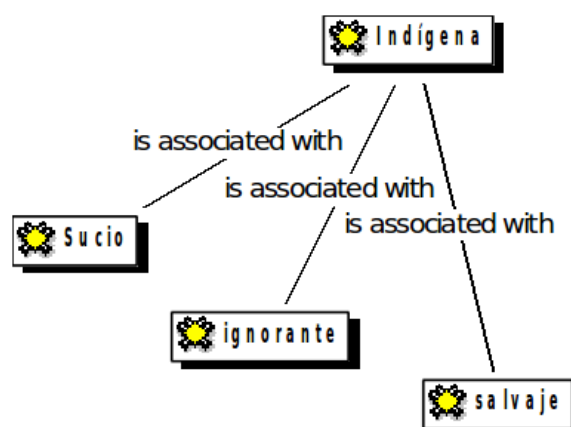 Indígena
is associated with
is associated with
is associated with
Sucio
ignorante
salvaje